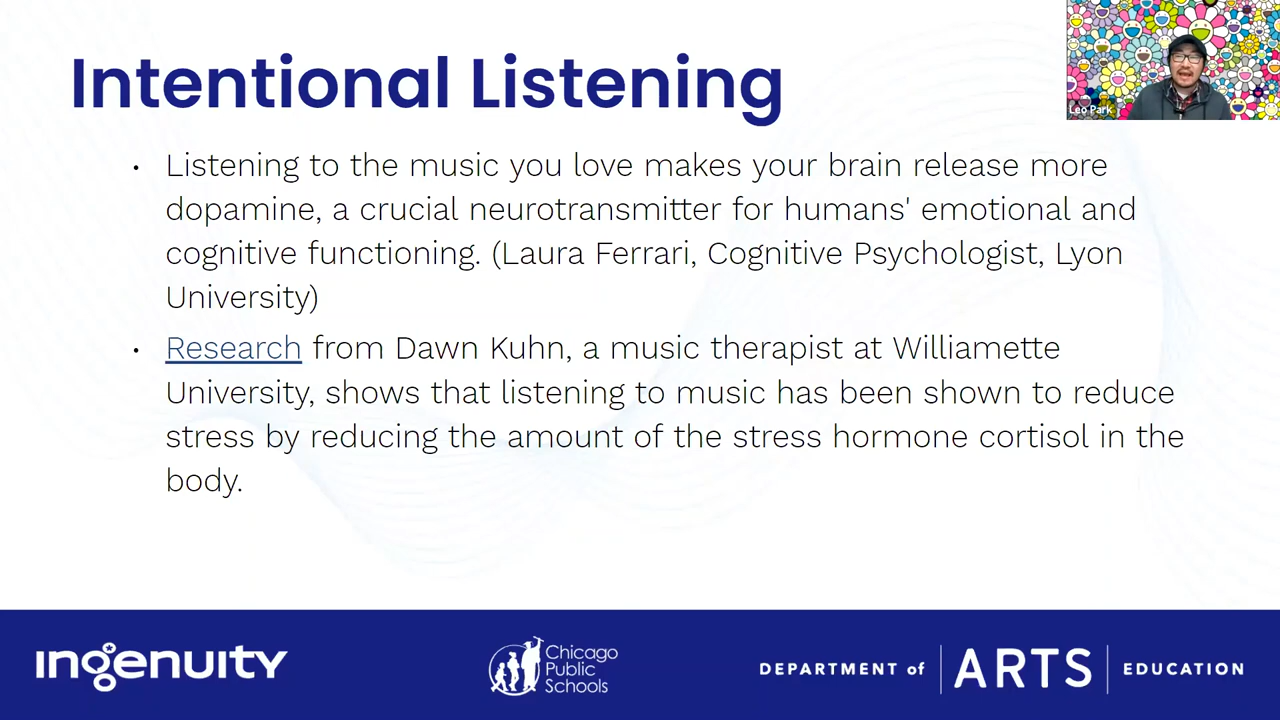 Intentional Listening
Leo Park
• Listening to the music you love makes your brain release more
dopamine, a crucial neurotransmitter for humans' emotional and
cognitive functioning. (Laura Ferrari, Cognitive Psychologist, Lyon
University)
• Research from Dawn Kuhn, a music therapist at Williamette
University, shows that listening to music has been shown to reduce
stress by reducing the amount of the stress hormone cortisol in the
body.
ingenuity
Chicago
Public
Schools
DEPARTMENT of ARTS EDUCATION